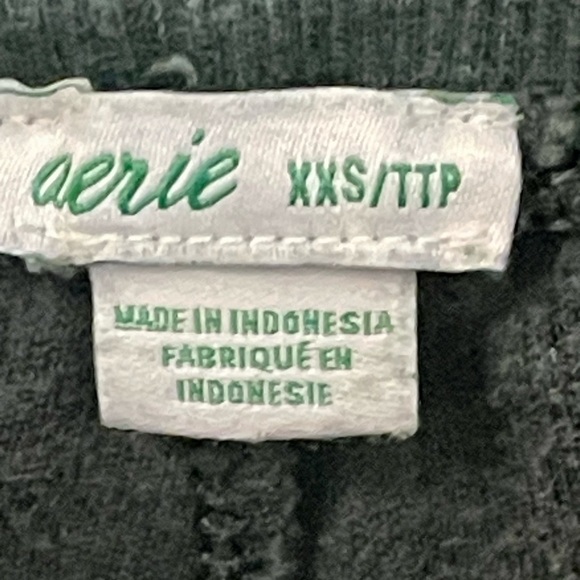 aerie XXS/TTP
MADE IN INDONESIA
FABRIQUÉ EN
INDONESIE